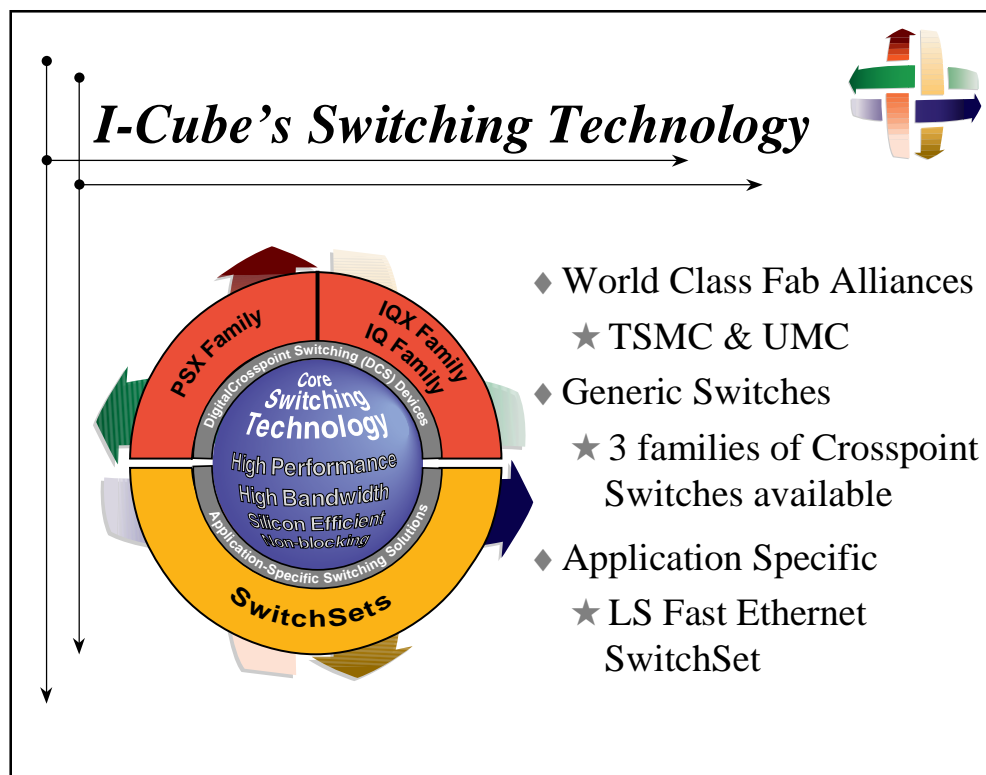 I-Cube's Switching Technology
PSX Family
IQX Family
IQ Family
DigitalCrosspoint Switching (DCS) Devices
Core
Switching
Technology
High Performance
High Bandwidth
Silicon Efficient
Non-blocking
Application-Specific Switching Solutions
SwitchSets
World Class Fab Alliances
TSMC & UMC
Generic Switches
3 families of Crosspoint
Switches available
Application Specific
LS Fast Ethernet
SwitchSet